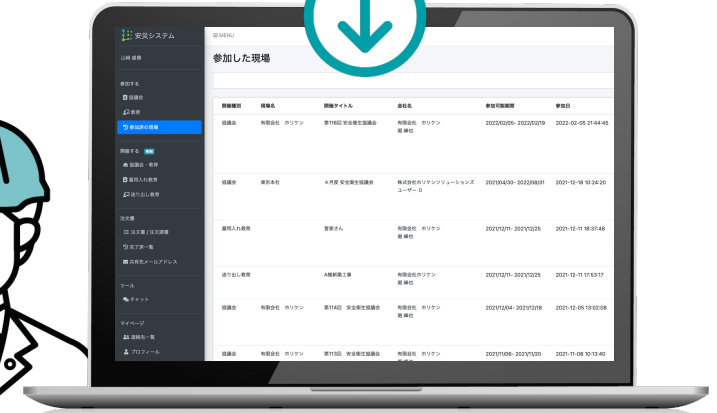 安災システム
山崎 盛貴
参加する
協議会
教育
参加済の現場
開催する 有料
協議会・教育
雇用入れ教育
送り出し教育
注文書
注文書 / 注文請書
完了済一覧
共有先メールアドレス
ツール
チャット
マイページ
連絡先一覧
プロフィール
MENU
参加した現場
開催種別 現場名 開催タイトル 会社名 参加可能期間 参加日
協議会 有限会社 ホリケン 第116回 安全衛生協議会 有限会社 ホリケン 2022/02/05- 2022/02/19 2022-02-05 21:44:45
堀 峰也
協議会 東京本社 4月度 安全衛生協議会 株式会社ホリケンソリューションズ 2021/04/30- 2022/08/31 2021-12-18 10:24:20
ユーザー 0
雇用入れ教育 菅家さん 有限会社 ホリケン 2021/12/11- 2021/12/25 2021-12-11 18:37:48
堀 峰也
送り出し教育 A様新築工事 有限会社ホリケン 2021/12/11- 2021/12/25 2021-12-11 17:53:17
堀 峰也
協議会 有限会社 ホリケン 第114回 安全衛生協議会 有限会社 ホリケン 2021/12/04- 2021/12/18 2021-12-05 13:02:08
堀 峰也
協議会 有限会社 ホリケン 第113回 安全衛生協議会 有限会社 ホリケン 2021/11/06- 2021/11/20 2021-11-06 10:13:40